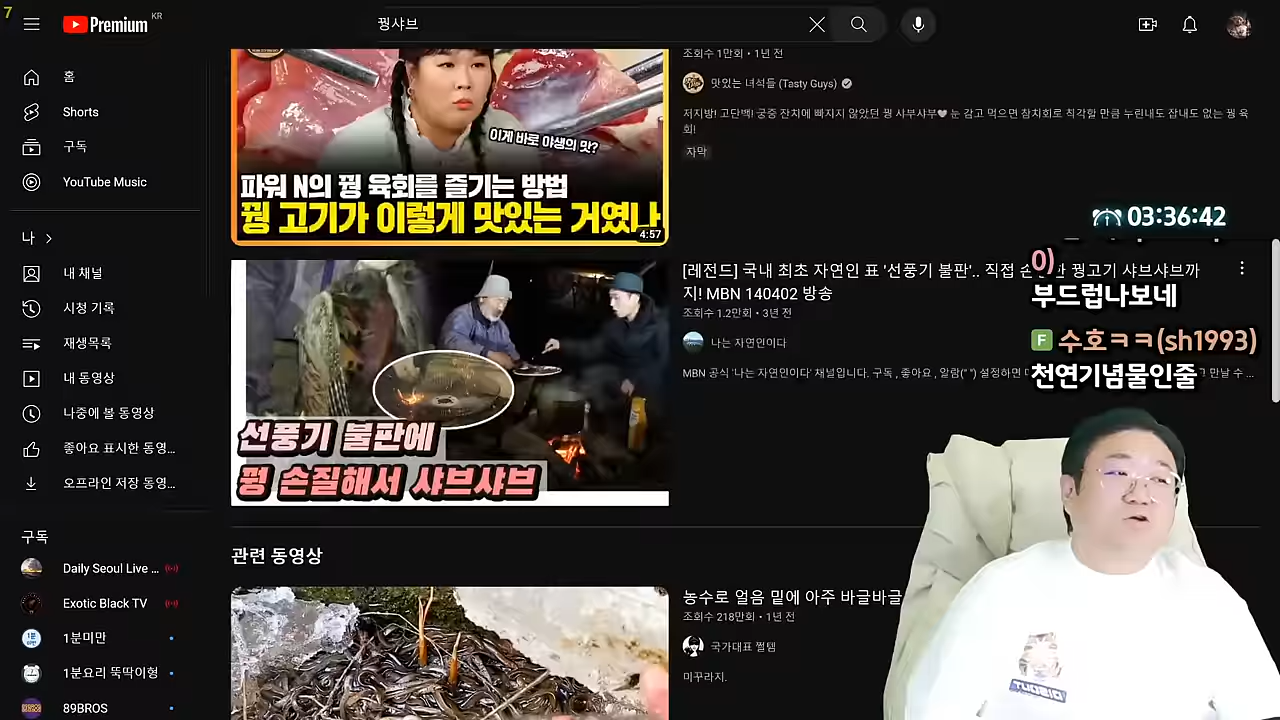 7
Premium
KR
꿩샤브
홈
Shorts
구독
YouTube Music
나
내 채널
시청 기록
재생목록
내 동영상
나중에 볼 동영상
좋아요 표시한 동영...
오프라인 저장 동영...
구독
Daily Seoul Live ...
Exotic Black TV
1분미만
1분요리 뚝딱이형
89BROS
이게 바로 야생의 맛?
파워 N의 꿩 육회를 즐기는 방법
꿩 고기가 이렇게 맛있는 거였나
4:57
조회수 1만회 • 1년 전
맛있는 녀석들 (Tasty Guys)
저지방! 고단백! 궁중 잔치에 빠지지 않았던 꿩 샤부샤부♥ 눈 감고 먹으면 참치회로 착각할 만큼 누린내도 잡내도 없는 꿩 육
회!
자막
03:36:42
선풍기 불판에
꿩 손질해서 샤브샤브
[레전드] 국내 최초 자연인 표 '선풍기 불판'.. 직접 꿩고기 샤브샤브까
지! MBN 140402 방송
조회수 1.2만회 • 3년 전
나는 자연인이다
MBN 공식 '나는 자연인이다' 채널입니다. 구독 , 좋아요 , 알람(" ") 설정하면 만날 수 ...
0)
부드럽나보네
F 수호ㅋㅋ(sh1993)
천연기념물인줄
관련 동영상
농수로 얼음 밑에 아주 바글바글
조회수 218만회 • 1년 전
국가대표 쩔템
미꾸라지.